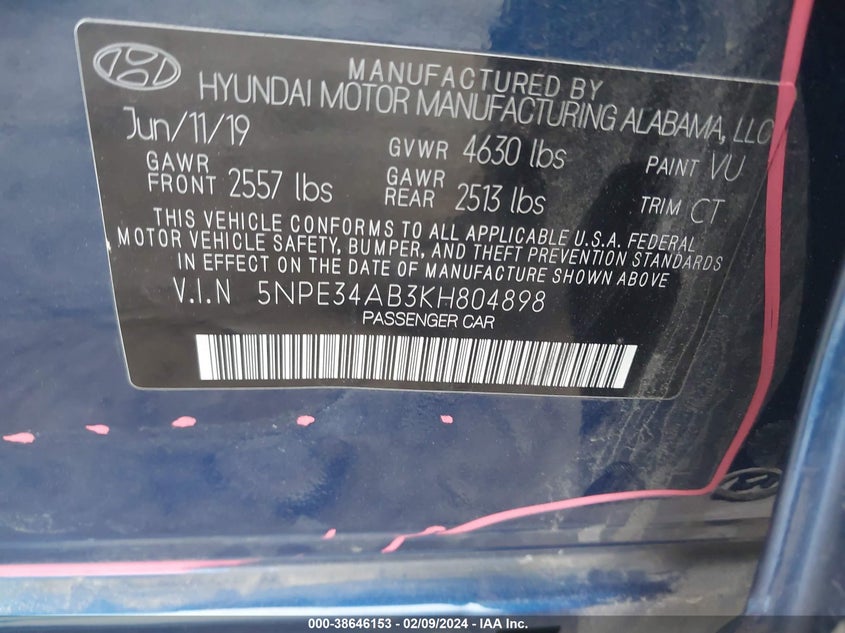 MANUFACTURED BY
HYUNDAI MOTOR MANUFACTURING ALABAMA, LLC
Jun/11/19 GVWR 4630 lbs PAINT VU
GAWR FRONT 2557 lbs GAWR REAR 2513 lbs TRIM CT
THIS VEHICLE CONFORMS TO ALL APPLICABLE U.S.A. FEDERAL
MOTOR VEHICLE SAFETY, BUMPER, AND THEFT PREVENTION STANDARDS
IN EFFECT ON THE DATE OF MANUFACTURE SHOWN ABOVE
V.I.N 5NPE34AB3KH804898
PASSENGER CAR
000-38646153 - 02/09/2024 - IAA Inc.